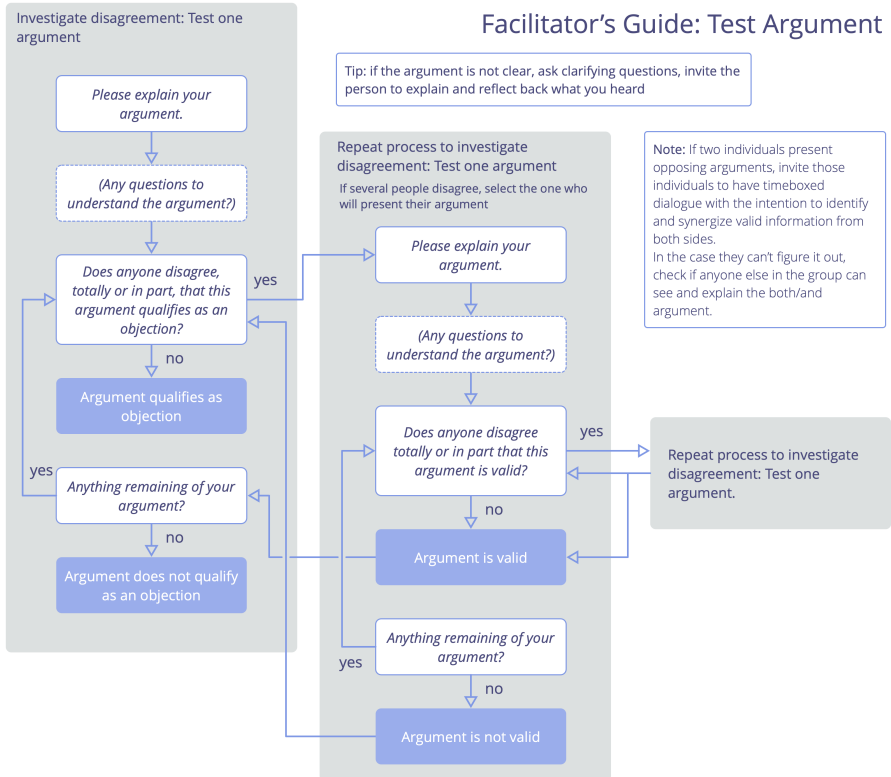 Facilitator’s Guide: Test Argument
Tip: if the argument is not clear, ask clarifying questions, invite the
person to explain and reflect back what you heard
Investigate disagreement: Test one
argument
Please explain your
argument.
(Any questions to
understand the argument?)
Does anyone disagree,
totally or in part, that this
argument qualifies as an
objection?
yes
no
Argument qualifies as
objection
yes
Anything remaining of your
argument?
no
Argument does not qualify
as an objection
Repeat process to investigate
disagreement: Test one argument
If several people disagree, select the one who
will present their argument
Please explain your
argument.
(Any questions to
understand the argument?)
Does anyone disagree
totally or in part that this
argument is valid?
yes
no
Argument is valid
Anything remaining of your
argument?
yes
no
Argument is not valid
Note: If two individuals present
opposing arguments, invite those
individuals to have timeboxed
dialogue with the intention to identify
and synergize valid information from
both sides.
In the case they can’t figure it out,
check if anyone else in the group can
see and explain the both/and
argument.
Repeat process to investigate
disagreement: Test one
argument.